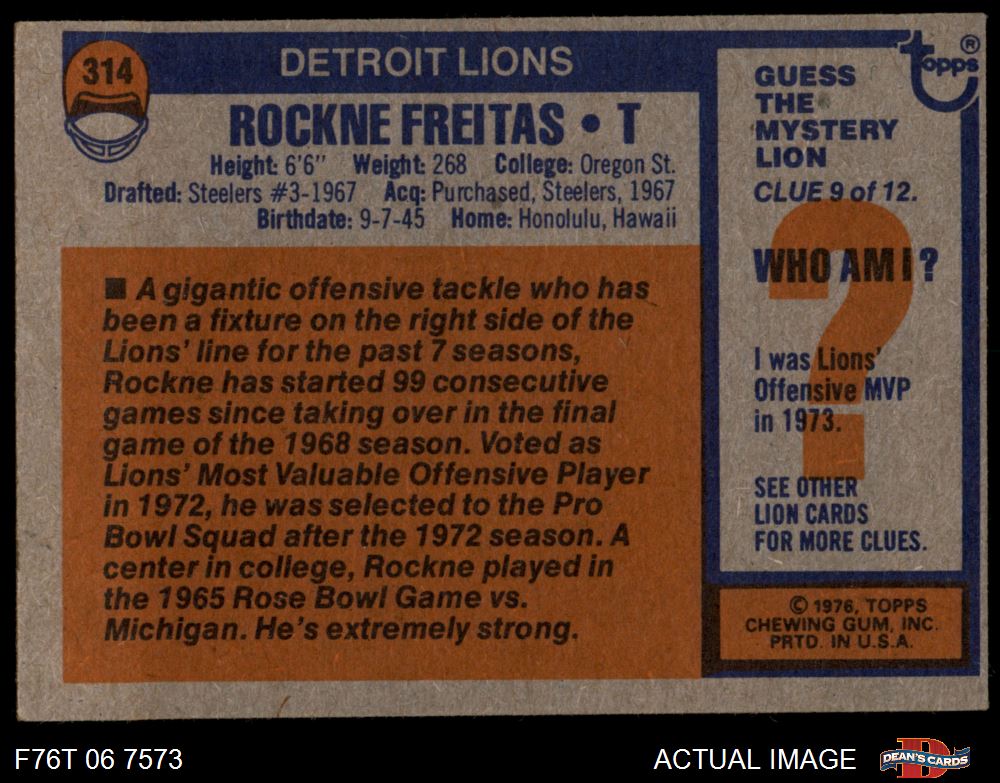 314
DETROIT LIONS
ROCKNE FREITAS • T
Height: 6'6" Weight: 268 College: Oregon St.
Drafted: Steelers #3-1967 Acq: Purchased, Steelers, 1967
Birthdate: 9-7-45 Home: Honolulu, Hawaii
■ A gigantic offensive tackle who has
been a fixture on the right side of the
Lions' line for the past 7 seasons,
Rockne has started 99 consecutive
games since taking over in the final
game of the 1968 season. Voted as
Lions' Most Valuable Offensive Player
in 1972, he was selected to the Pro
Bowl Squad after the 1972 season. A
center in college, Rockne played in
the 1965 Rose Bowl Game vs.
Michigan. He's extremely strong.
topps ®
GUESS
THE
MYSTERY
LION
CLUE 9 of 12.
?
WHO AM I?
I was Lions'
Offensive MVP
in 1973.
SEE OTHER
LION CARDS
FOR MORE CLUES.
© 1976, TOPPS
CHEWING GUM, INC.
PRTD. IN U.S.A.
F76T 06 7573
ACTUAL IMAGE
D
DEAN'S CARDS